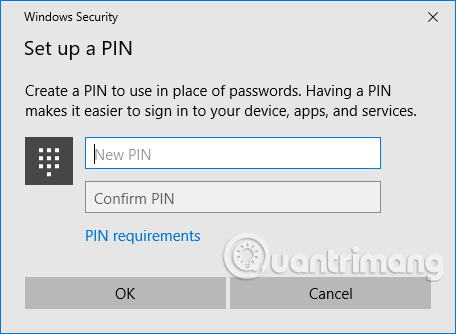 Windows Security
Set up a PIN
Create a PIN to use in place of passwords. Having a PIN
makes it easier to sign in to your device, apps, and services.
New PIN
Confirm PIN
PIN requirements
Quantrimang
OK
Cancel